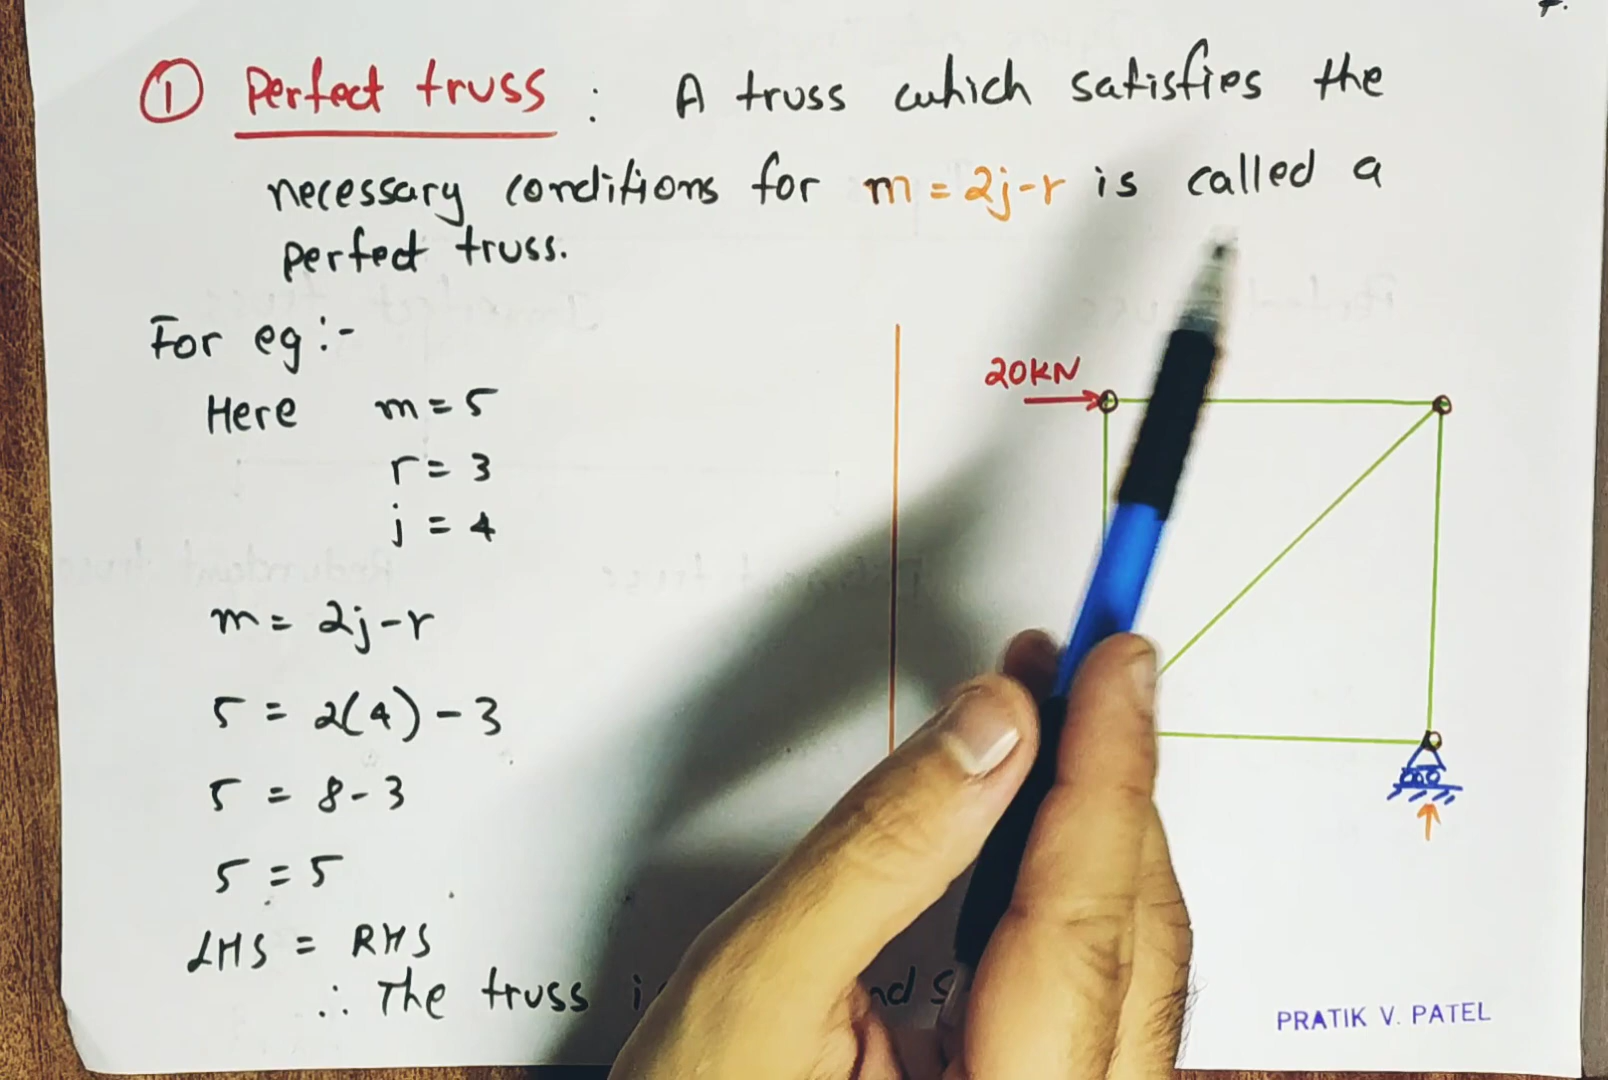 ① Perfect truss : A truss which satisfies the
necessary conditions for m = 2j-r is called a
perfect truss.
For eg :-
Here m = 5
r = 3
j = 4
m = 2j-r
5 = 2(4) - 3
5 = 8 - 3
5 = 5
LHS = RHS
∴ The truss
20KN
PRATIK V. PATEL